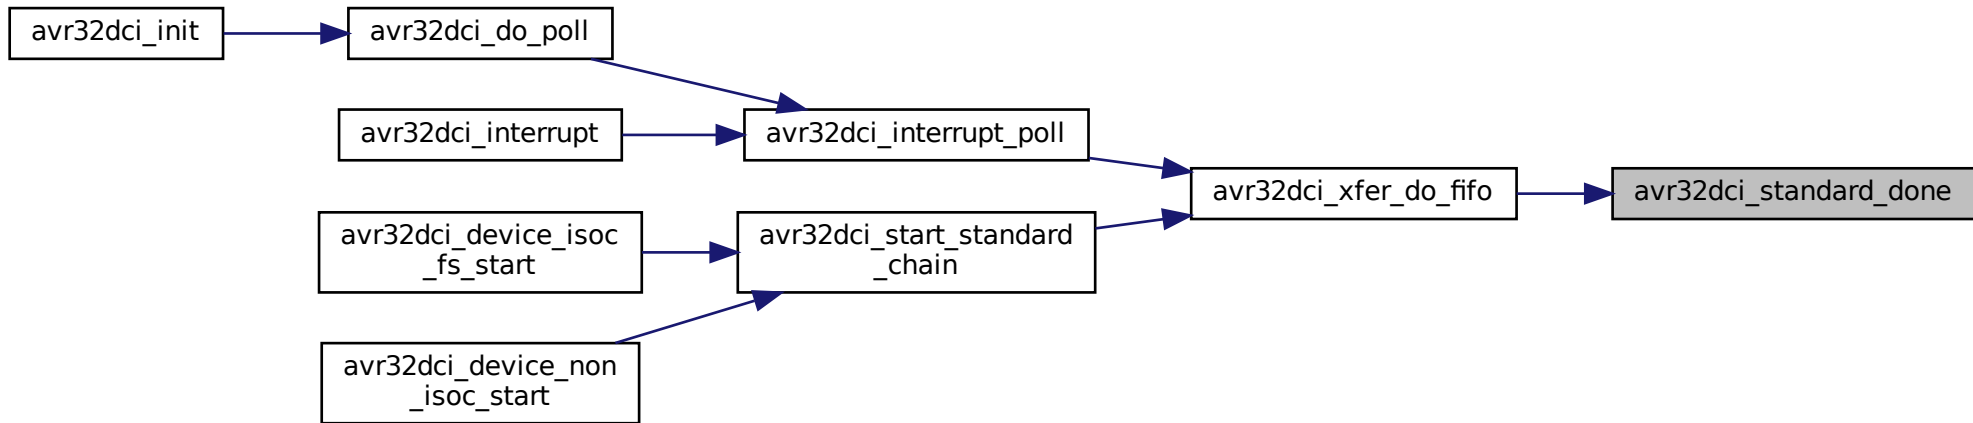 avr32dci_init
avr32dci_do_poll
avr32dci_interrupt
avr32dci_interrupt_poll
avr32dci_xfer_do_fifo
avr32dci_standard_done
avr32dci_device_isoc
_fs_start
avr32dci_start_standard
_chain
avr32dci_device_non
_isoc_start